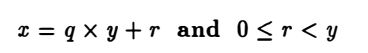 x = q × y + r and 0 ≤ r < y